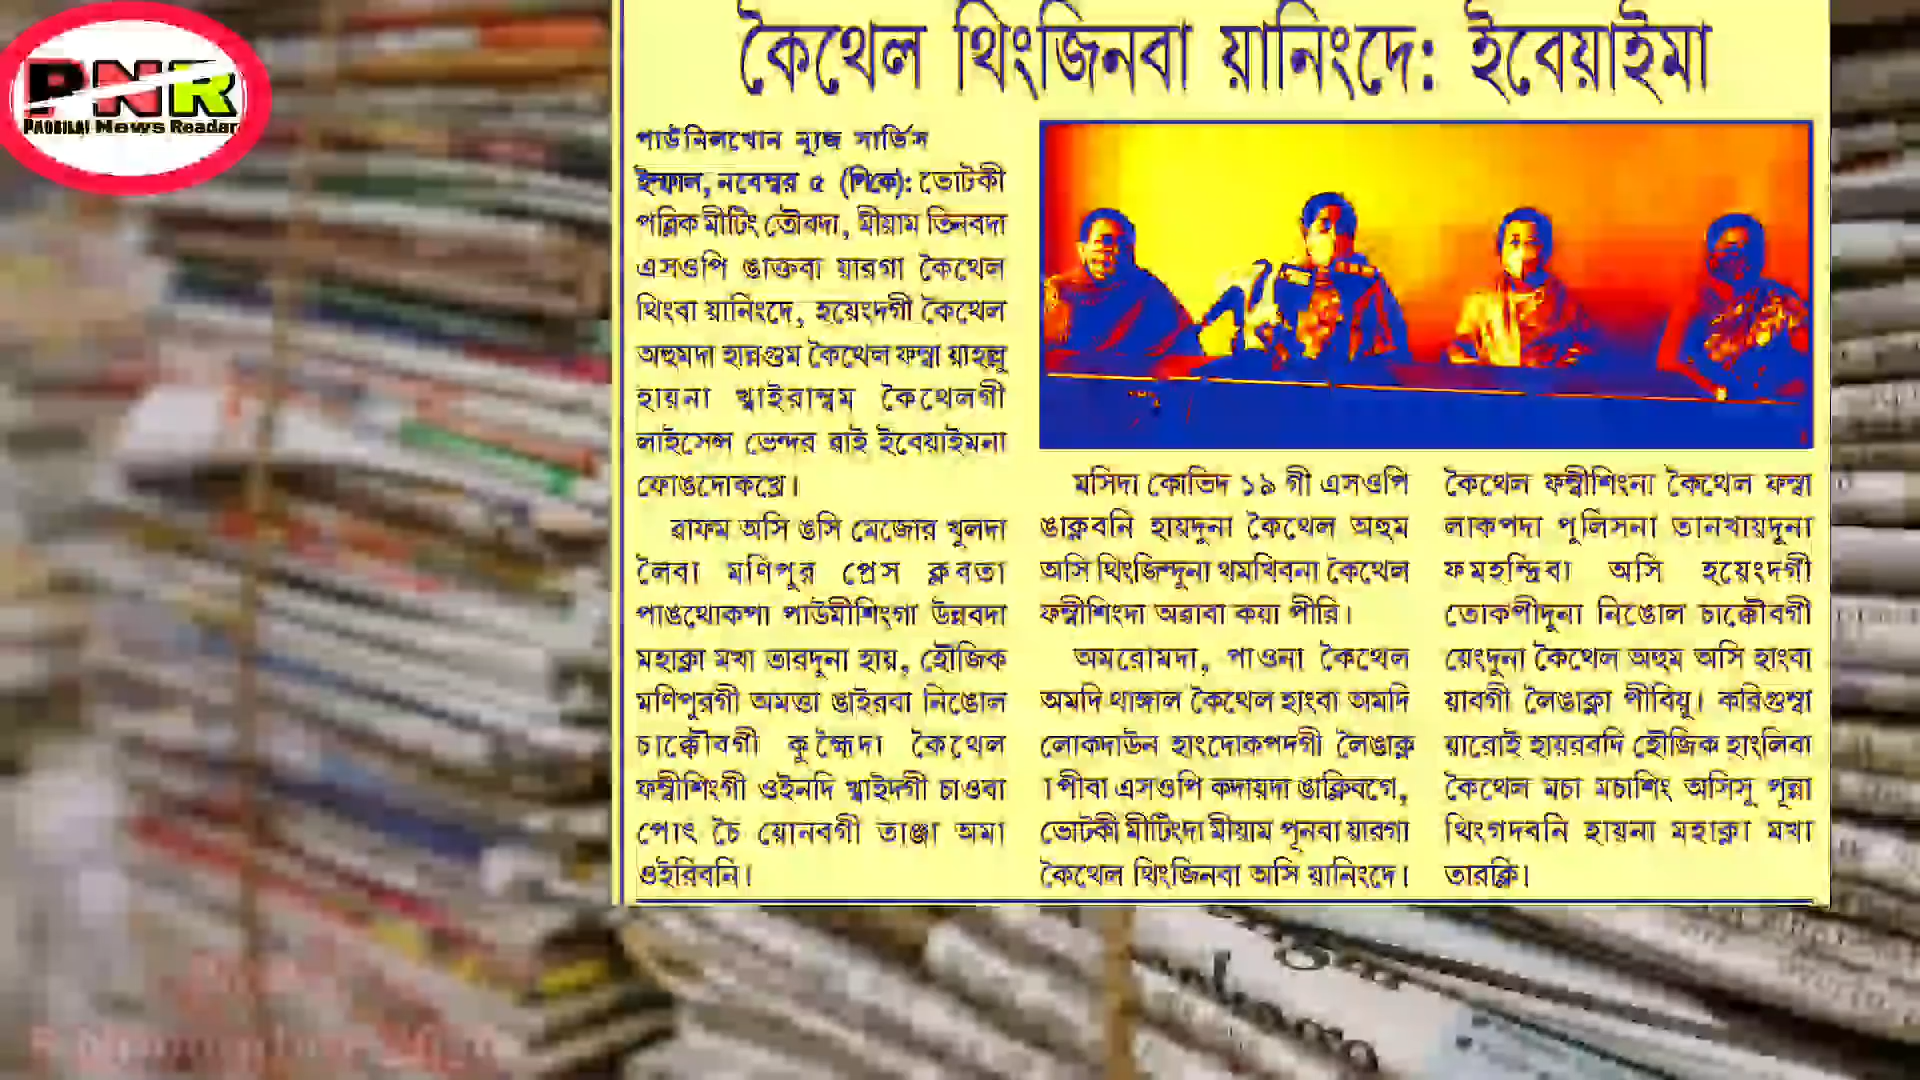 PNR
PAOBILAI News Reader
কৈথেল থিংজিনবা য়ানিংদে: ইবেয়াইমা
পাউনিলখোন ন্যুজ সার্ভিস
ইম্ফাল, নবেম্বর ৫ (পিকে): ভোটকী
পব্লিক মীটিং তৌবদা, মীয়াম তিনবদা
এসওপি ঙাক্তবা য়ারগা কৈথেল
থিংবা য়ানিংদে, হয়েংদগী কৈথেল
অহুমদা হান্নগুম কৈথেল ফম্বা য়াহল্লু
হায়না খ্বাইরাম্বম কৈথেলগী
লাইসেন্স ভেন্দর ৱাই ইবেয়াইমনা
ফোঙদোকখ্রে।
ৱাফম অসি ঙসি মেজোর খুলদা
লৈবা মণিপুর প্রেস ক্লবতা
পাঙথোকপা পাউমীশিংগা উন্নবদা
মহাক্না মখা তারদুনা হায়, হৌজিক
মণিপুরগী অমত্তা ঙাইরবা নিঙোল
চাক্কৌবগী কুহ্মৈদা কৈথেল
ফম্বীশিংগী ওইনদি খ্বাইদগী চাওবা
পোৎ চৈ য়োনবগী তাঞ্জা অমা
ওইরিবনি।
মসিদা কোভিদ ১৯ গী এসওপি
ঙাক্লবনি হায়দুনা কৈথেল অহুম
অসি থিংজিন্দুনা থমখিবনা কৈথেল
ফম্বীশিংদা অৱাবা কয়া পীরি।
অমরোমদা, পাওনা কৈথেল
অমদি থাঙ্গাল কৈথেল হাংবা অমদি
লোকদাউন হাংদোকপদগী লৈঙাক্ল
াপীবা এসওপি কদায়দা ঙাক্লিবগে,
ভোটকী মীটিংদা মীয়াম পুনবা য়ারগা
কৈথেল থিংজিনবা অসি য়ানিংদে।
কৈথেল ফম্বীশিংনা কৈথেল ফম্বা
লাকপদা পুলিসনা তানখায়দুনা
ফমহন্দ্রিবা অসি হয়েংদগী
তোকপীদুনা নিঙোল চাক্কৌবগী
য়েংদুনা কৈথেল অহুম অসি হাংবা
য়াবগী লৈঙাক্না পীবিয়ু। করিগুম্বা
য়ারোই হায়রবদি হৌজিক হাংলিবা
কৈথেল মচা মচাশিং অসিসু পুন্না
থিংগদবনি হায়না মহাক্না মখা
তারক্লি।